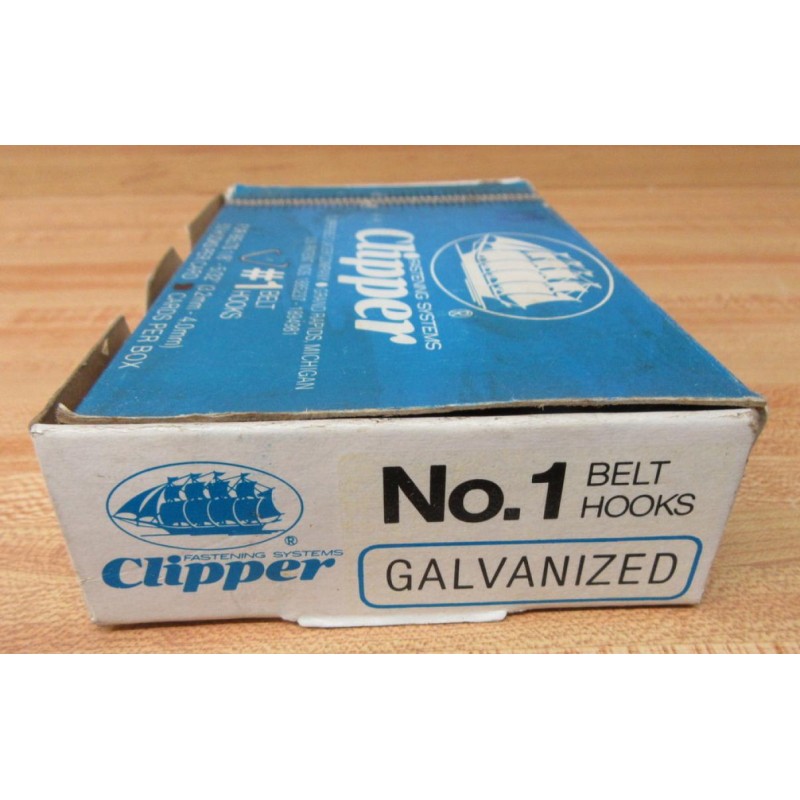 Clipper
FASTENING SYSTEMS
®
GRAND RAPIDS, MICHIGAN
#1
BELT
HOOKS
CARDS PER BOX
No.1
BELT
HOOKS
®
FASTENING SYSTEMS
Clipper
GALVANIZED